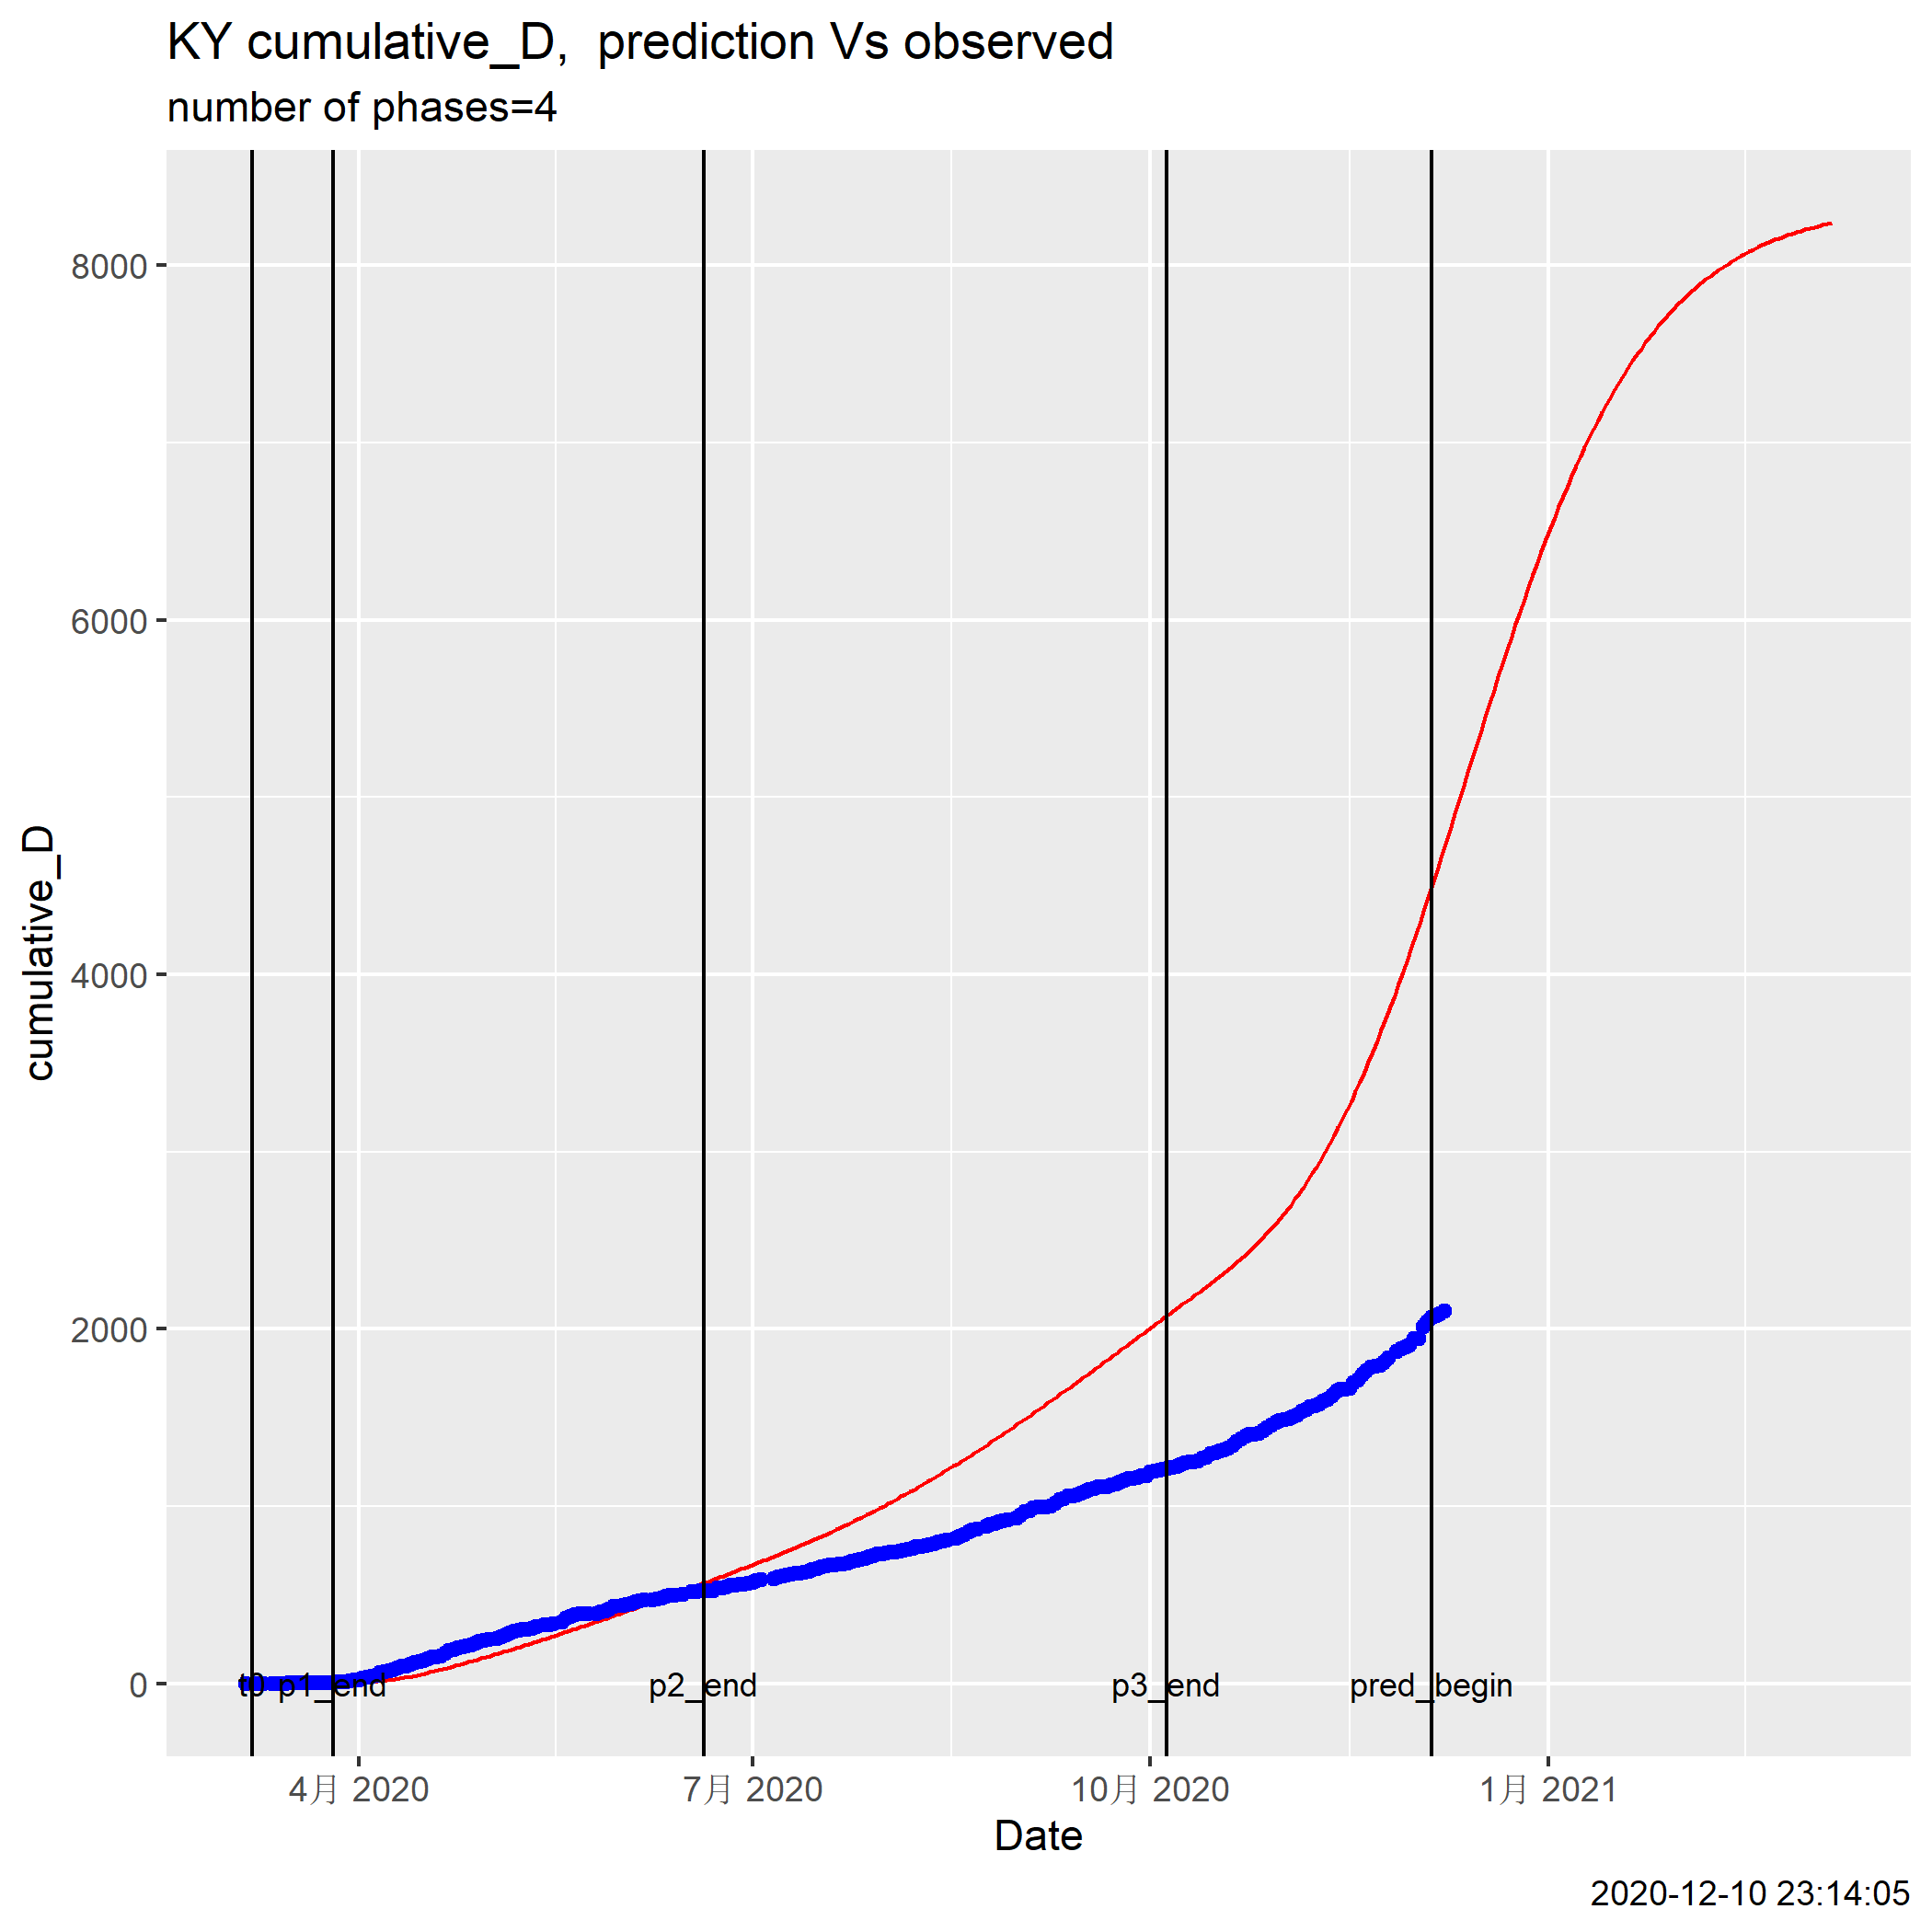 KY cumulative_D,  prediction Vs observed
number of phases=4
cumulative_D
8000
6000
4000
2000
0
t0
p1_end
p2_end
p3_end
pred_begin
4月 2020
7月 2020
10月 2020
1月 2021
Date
2020-12-10 23:14:05